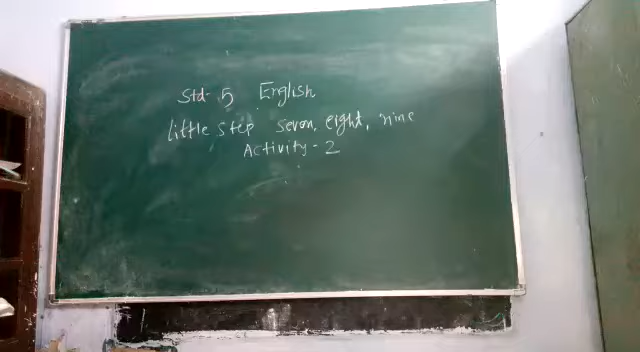 Std- 5 English
little step seven, eight, nine
Activity - 2